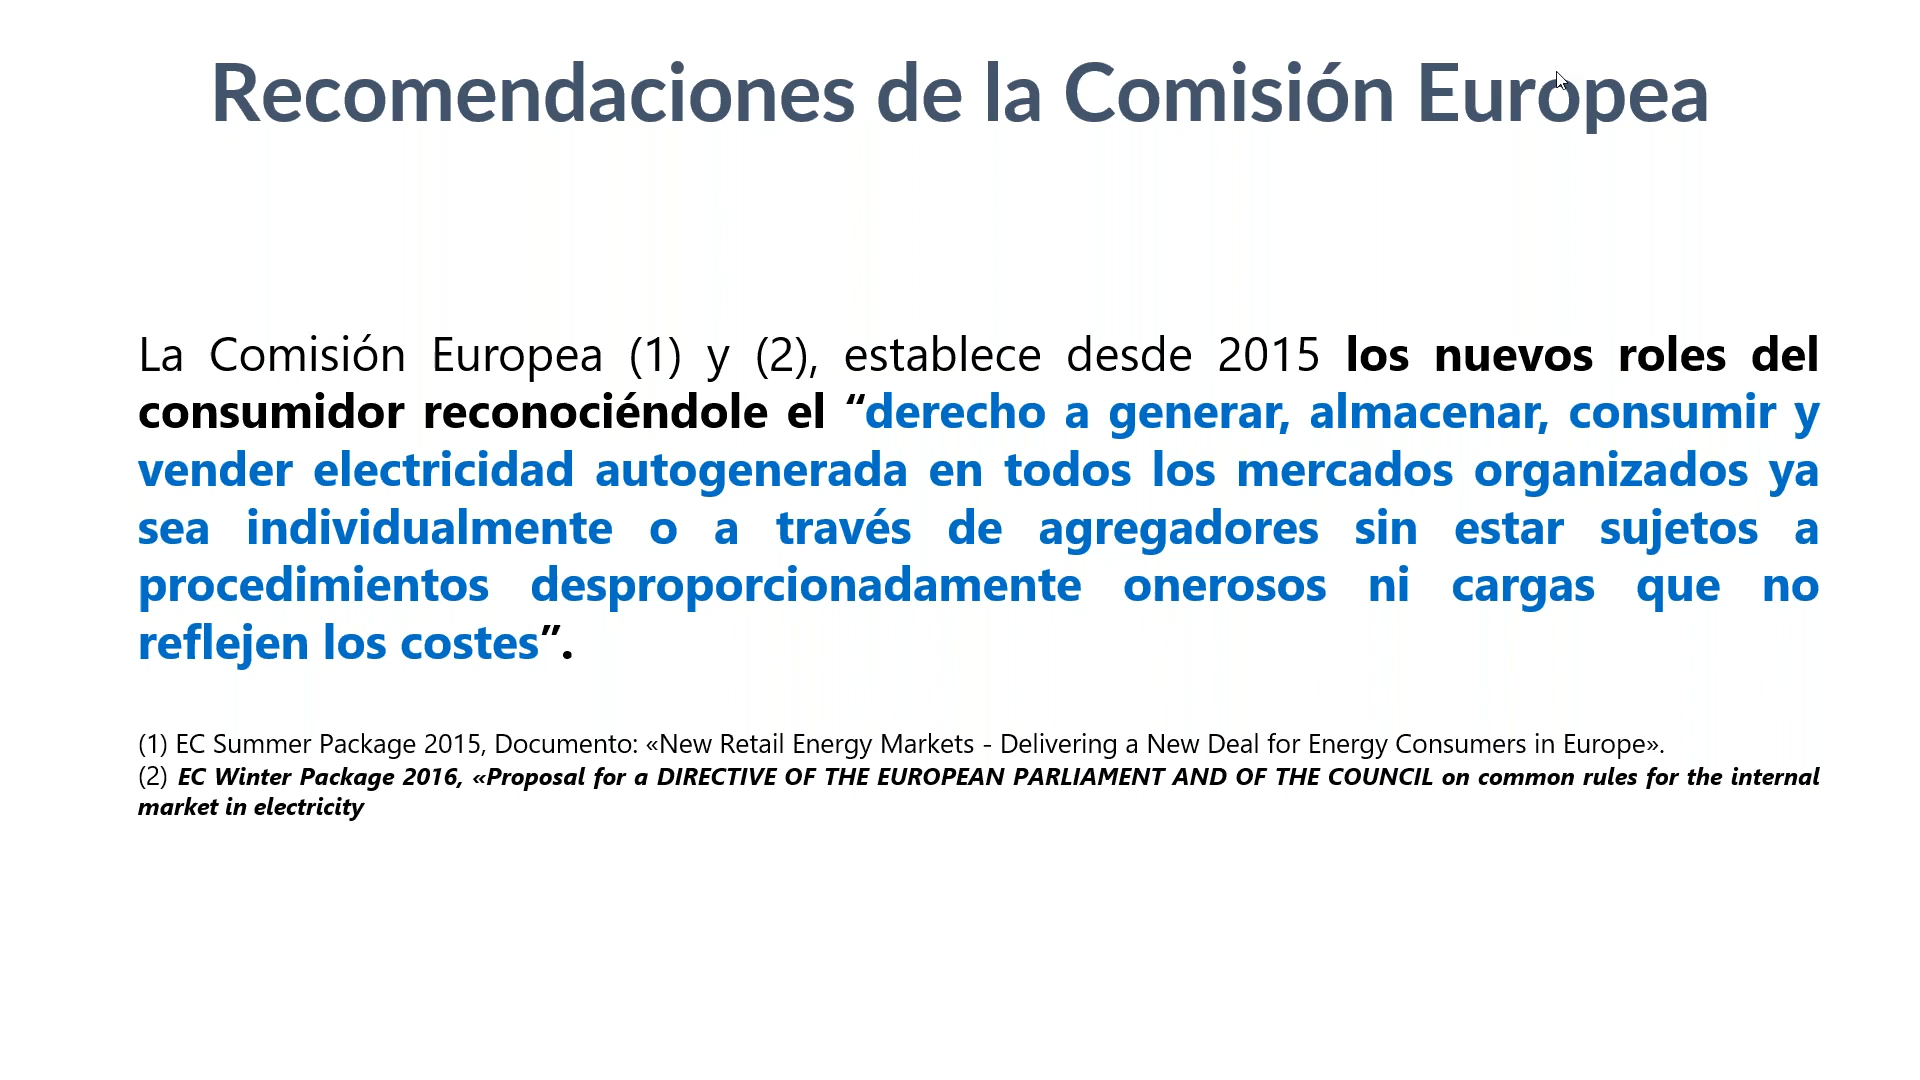 Recomendaciones de la Comisión Europea
La Comisión Europea (1) y (2), establece desde 2015 los nuevos roles del
consumidor reconociéndole el “derecho a generar, almacenar, consumir y
vender electricidad autogenerada en todos los mercados organizados ya
sea individualmente o a través de agregadores sin estar sujetos a
procedimientos desproporcionadamente onerosos ni cargas que no
reflejen los costes”.
(1) EC Summer Package 2015, Documento: «New Retail Energy Markets - Delivering a New Deal for Energy Consumers in Europe».
(2) EC Winter Package 2016, «Proposal for a DIRECTIVE OF THE EUROPEAN PARLIAMENT AND OF THE COUNCIL on common rules for the internal
market in electricity